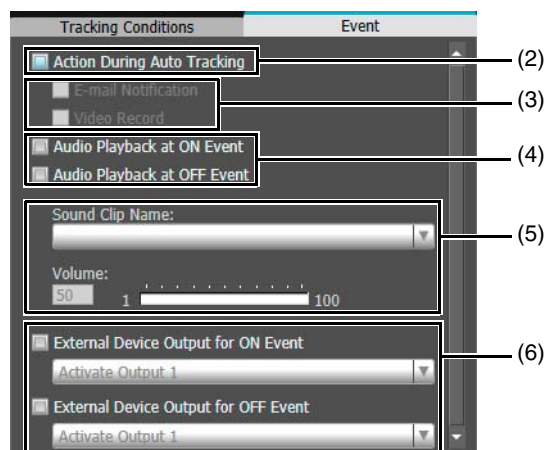 Tracking Conditions Event
Action During Auto Tracking (2)
E-mail Notification (3)
Video Record
Audio Playback at ON Event (4)
Audio Playback at OFF Event
Sound Clip Name: (5)
Volume:
50 1 100
External Device Output for ON Event (6)
Activate Output 1
External Device Output for OFF Event
Activate Output 1